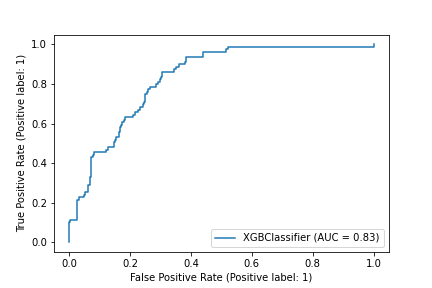 True Positive Rate (Positive label: 1)
1.0
0.8
0.6
0.4
0.2
0.0
XGBClassifier (AUC = 0.83)
0.0 0.2 0.4 0.6 0.8 1.0
False Positive Rate (Positive label: 1)